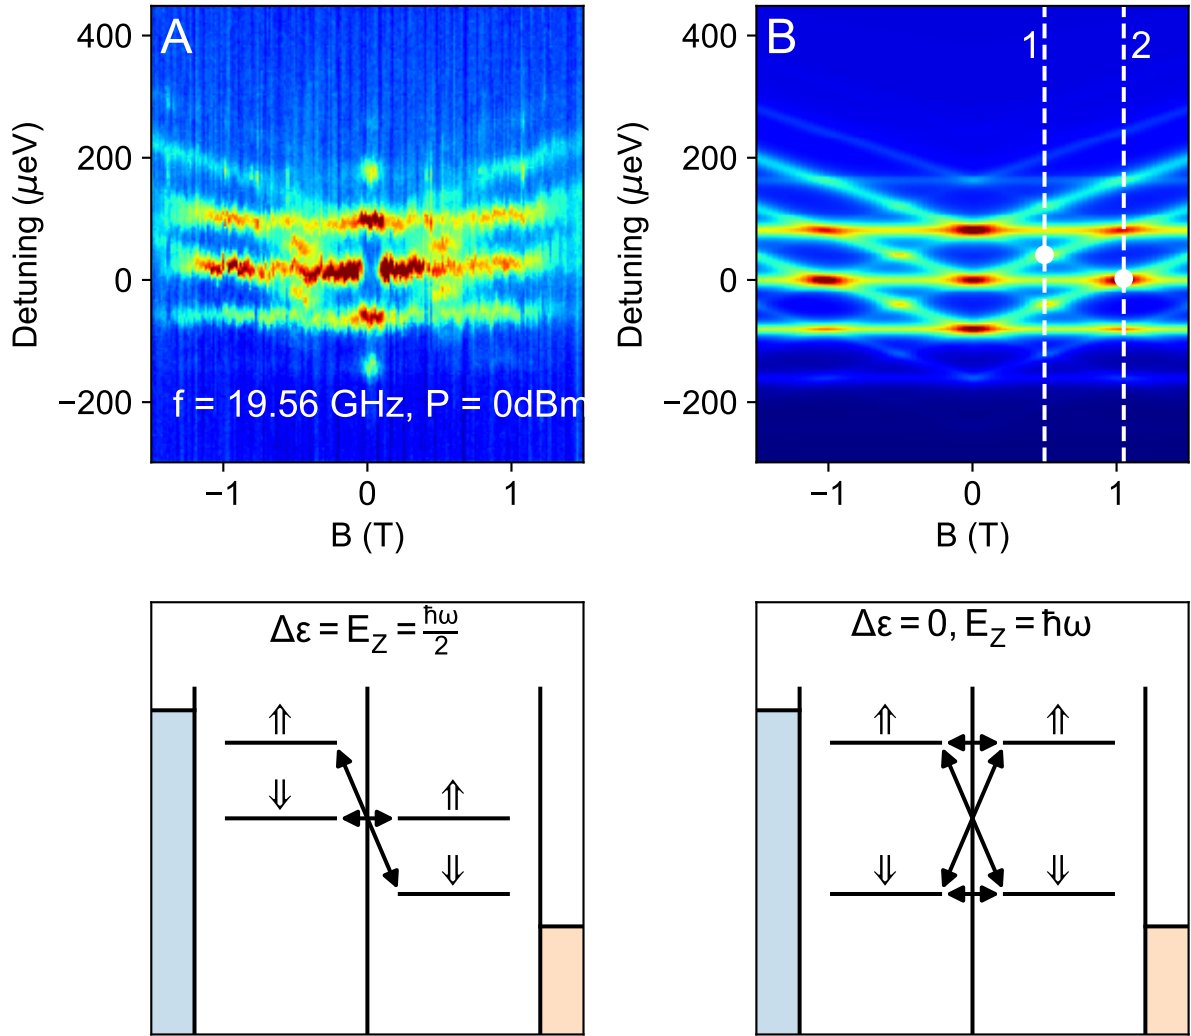 A
400
200
0
−200
Detuning (μeV)
f = 19.56 GHz, P = 0dBm
−1
0
1
B (T)
B
1
2
400
200
0
−200
Detuning (μeV)
−1
0
1
B (T)
Δε = E_Z = ℏω/2
⇑
⇓
⇑
⇓
Δε = 0, E_Z = ℏω
⇑ ⇑
⇓ ⇓